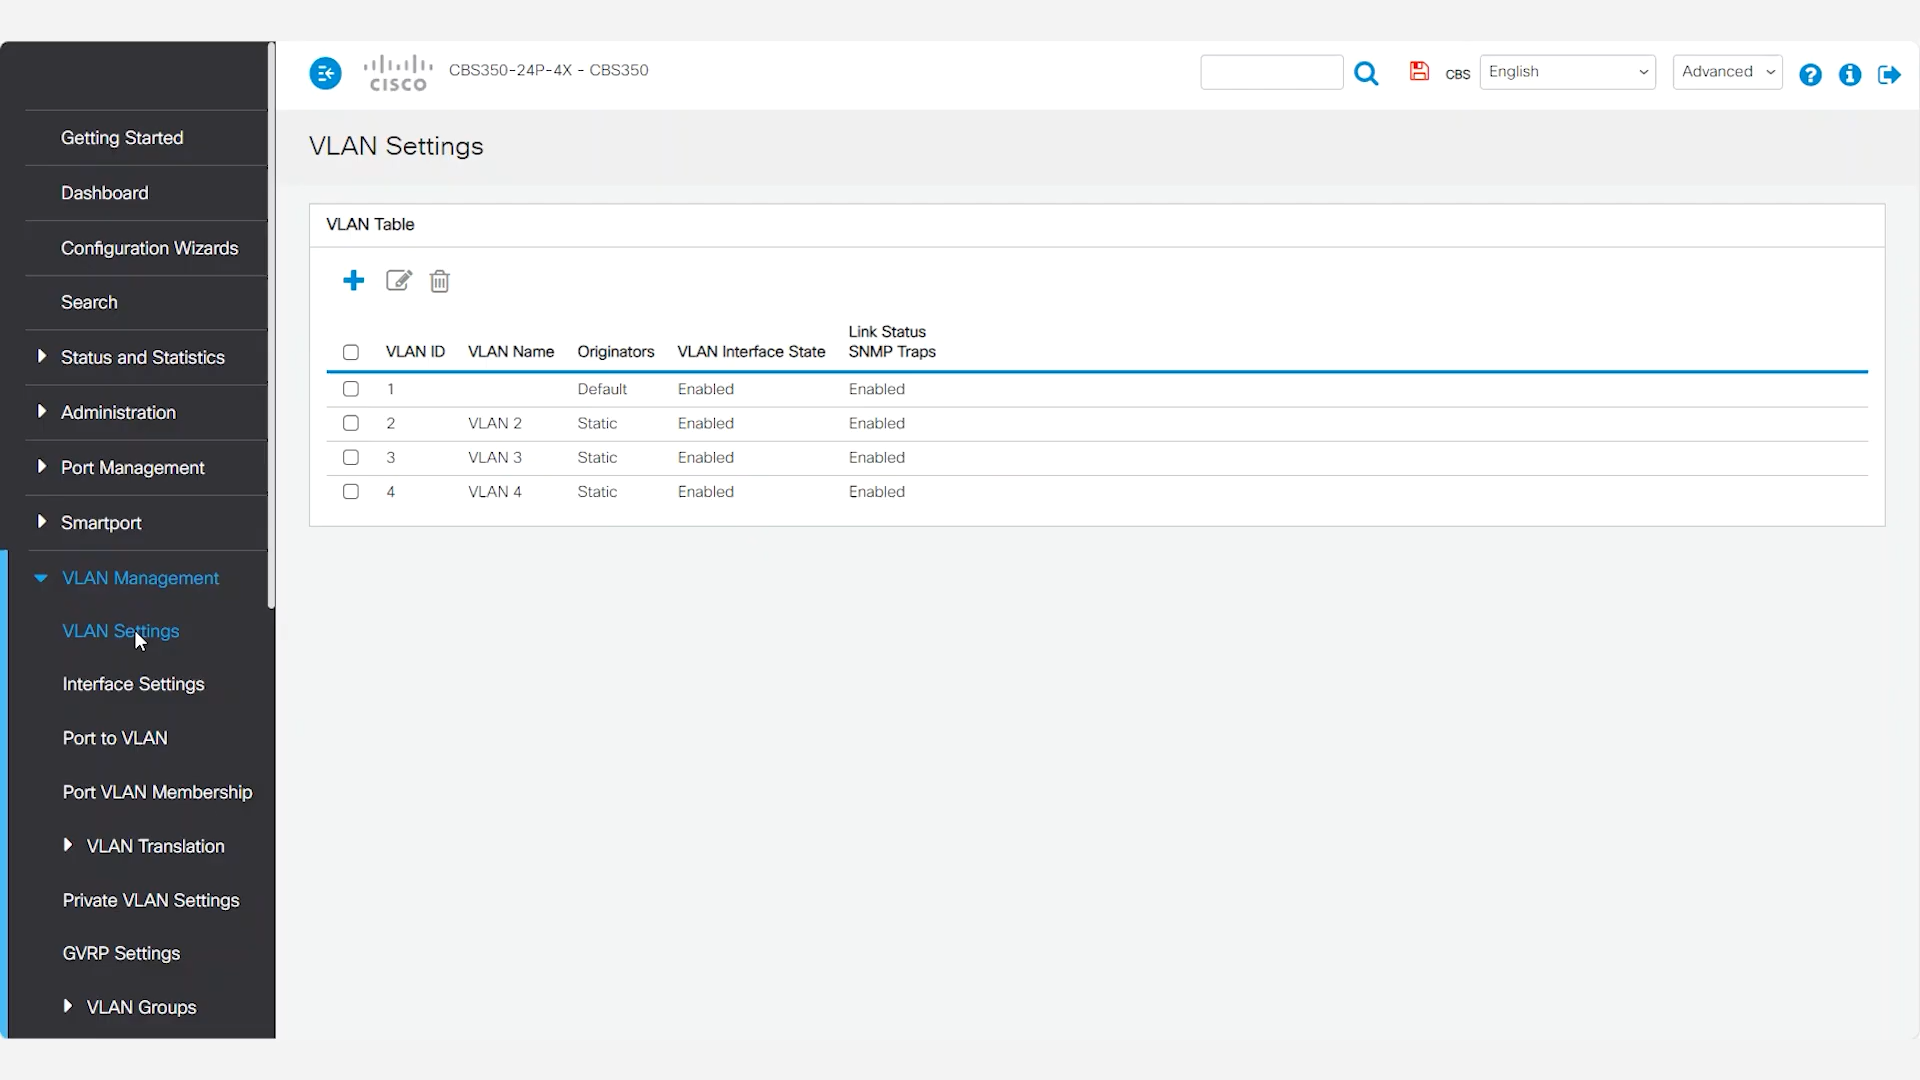 CISCO
CBS350-24P-4X - CBS350
CBS
English
Advanced
Getting Started
Dashboard
Configuration Wizards
Search
Status and Statistics
Administration
Port Management
Smartport
VLAN Management
VLAN Settings
Interface Settings
Port to VLAN
Port VLAN Membership
VLAN Translation
Private VLAN Settings
GVRP Settings
VLAN Groups
VLAN Settings
VLAN Table
VLAN ID VLAN Name Originators VLAN Interface State Link Status SNMP Traps
1 Default Enabled Enabled
2 VLAN 2 Static Enabled Enabled
3 VLAN 3 Static Enabled Enabled
4 VLAN 4 Static Enabled Enabled